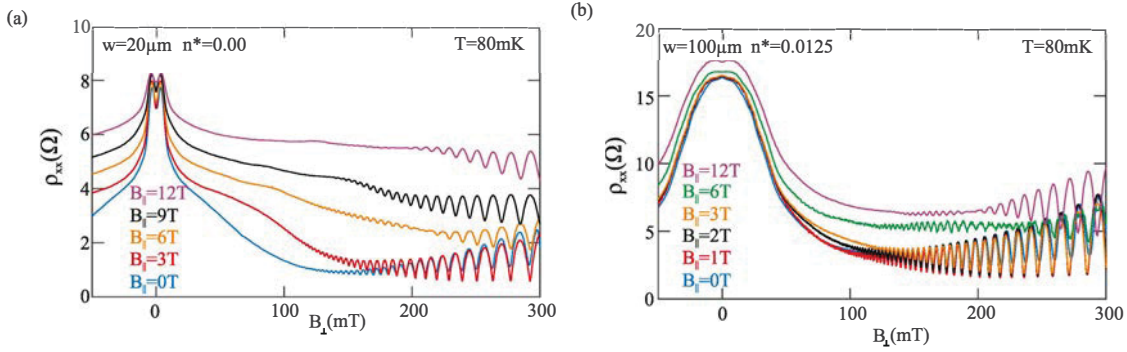 (a)
w=20μm n*=0.00
T=80mK
10
8
6
4
2
0
ρxx(Ω)
B||=12T
B||=9T
B||=6T
B||=3T
B||=0T
0
100
200
300
B⊥(mT)
(b)
w=100μm n*=0.0125
T=80mK
20
15
10
5
0
ρxx(Ω)
B||=12T
B||=6T
B||=3T
B||=2T
B||=1T
B||=0T
0
100
200
300
B⊥(mT)